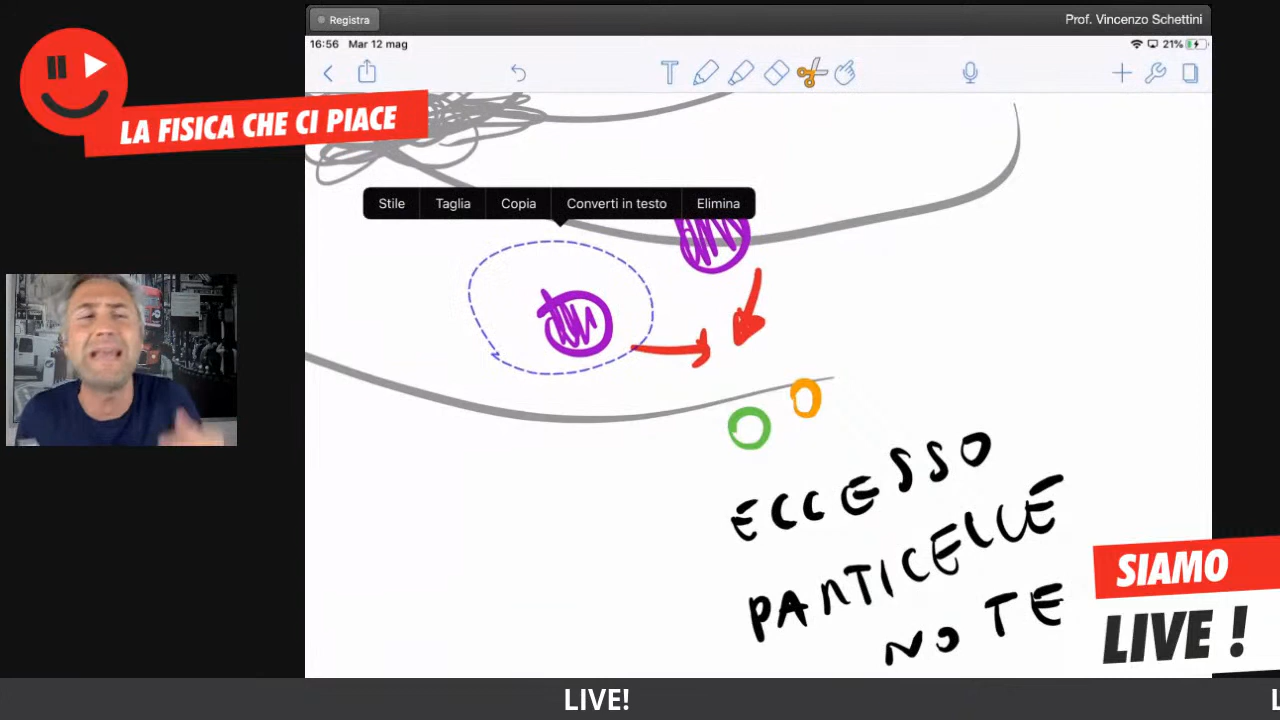 Registra
Prof. Vincenzo Schettini
16:56 Mar 12 mag
21%
T
LA FISICA CHE CI PIACE
Stile Taglia Copia Converti in testo Elimina
ECCESSO
PARTICELLE
NOTE
SIAMO
LIVE !
LIVE!
L